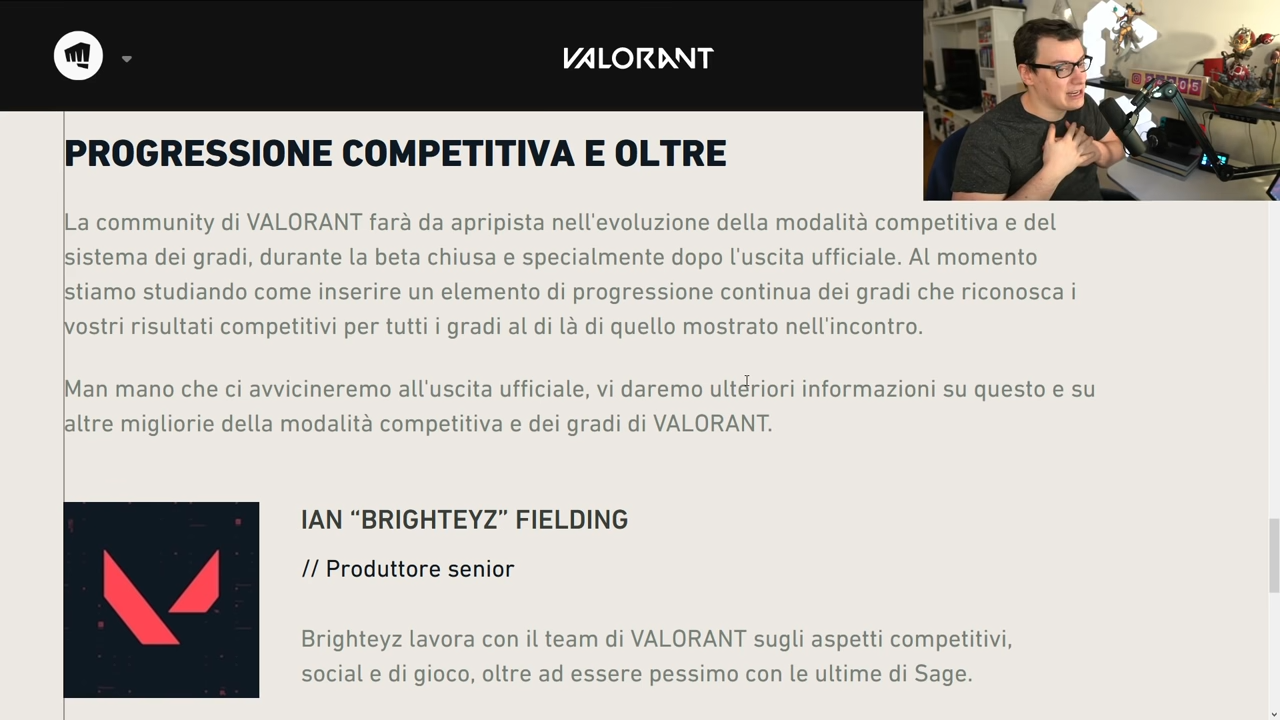 VALORANT
PROGRESSIONE COMPETITIVA E OLTRE
La community di VALORANT farà da apripista nell'evoluzione della modalità competitiva e del
sistema dei gradi, durante la beta chiusa e specialmente dopo l'uscita ufficiale. Al momento
stiamo studiando come inserire un elemento di progressione continua dei gradi che riconosca i
vostri risultati competitivi per tutti i gradi al di là di quello mostrato nell'incontro.
Man mano che ci avvicineremo all'uscita ufficiale, vi daremo ulteriori informazioni su questo e su
altre migliorie della modalità competitiva e dei gradi di VALORANT.
IAN “BRIGHTEYZ” FIELDING
// Produttore senior
Brighteyz lavora con il team di VALORANT sugli aspetti competitivi,
social e di gioco, oltre ad essere pessimo con le ultime di Sage.